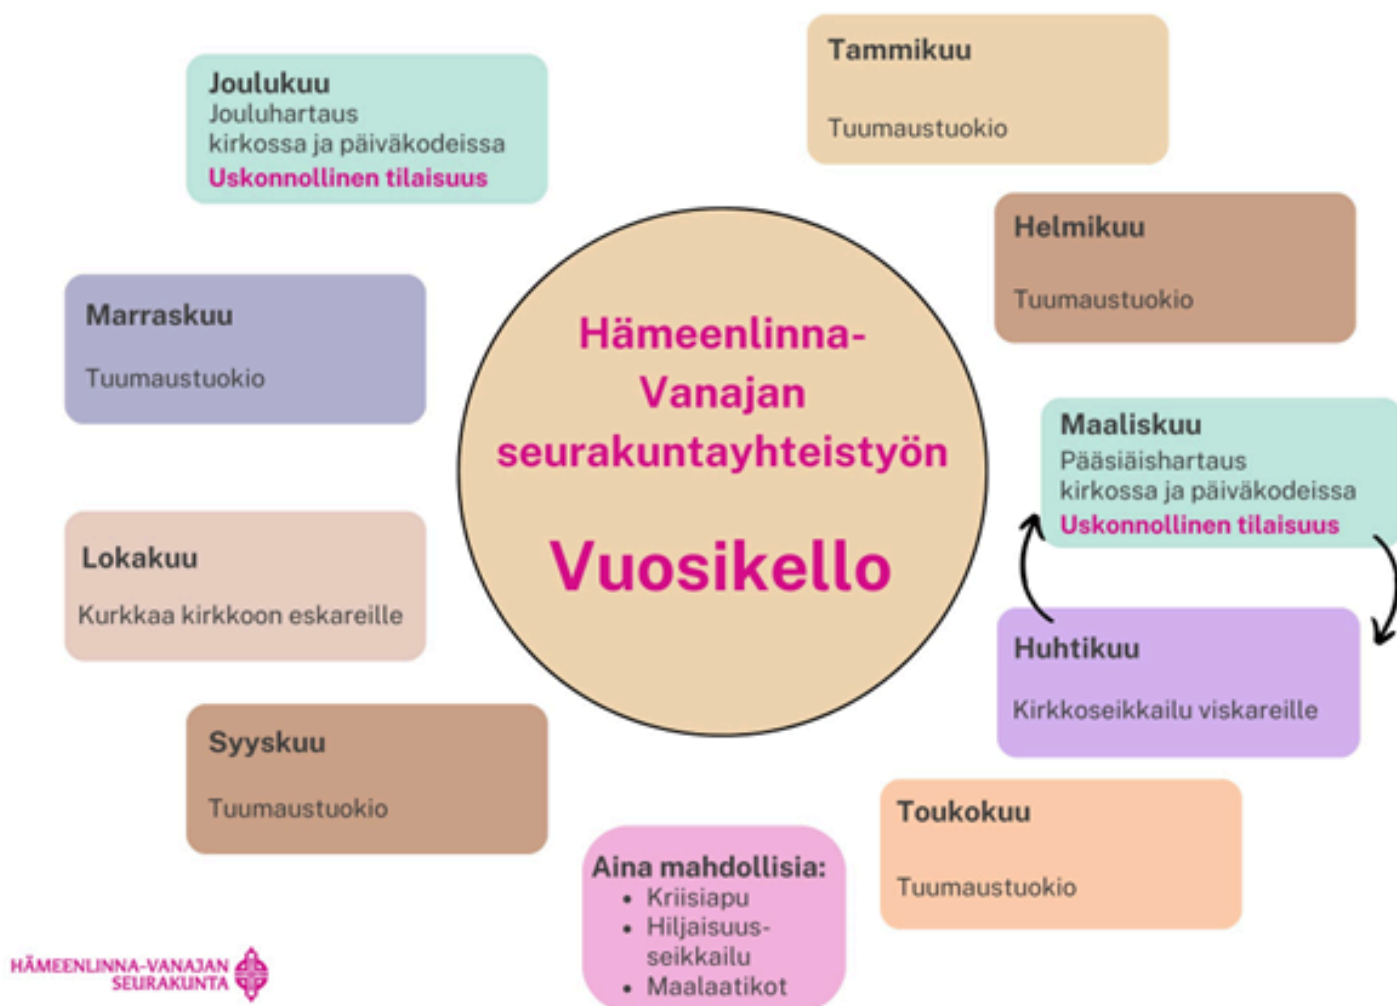 Hämeenlinna-
Vanajan
seurakuntayhteistyön
Vuosikello
Tammikuu
Tuumaustuokio
Helmikuu
Tuumaustuokio
Maaliskuu
Pääsiäishartaus
kirkossa ja päiväkodeissa
Uskonnollinen tilaisuus
Huhtikuu
Kirkkoseikkailu viskareille
Toukokuu
Tuumaustuokio
Aina mahdollisia:
• Kriisiapu
• Hiljaisuus-
seikkailu
• Maalaatikot
Syyskuu
Tuumaustuokio
Lokakuu
Kurkkaa kirkkoon eskareille
Marraskuu
Tuumaustuokio
Joulukuu
Jouluhartaus
kirkossa ja päiväkodeissa
Uskonnollinen tilaisuus
HÄMEENLINNA-VANAJAN
SEURAKUNTA